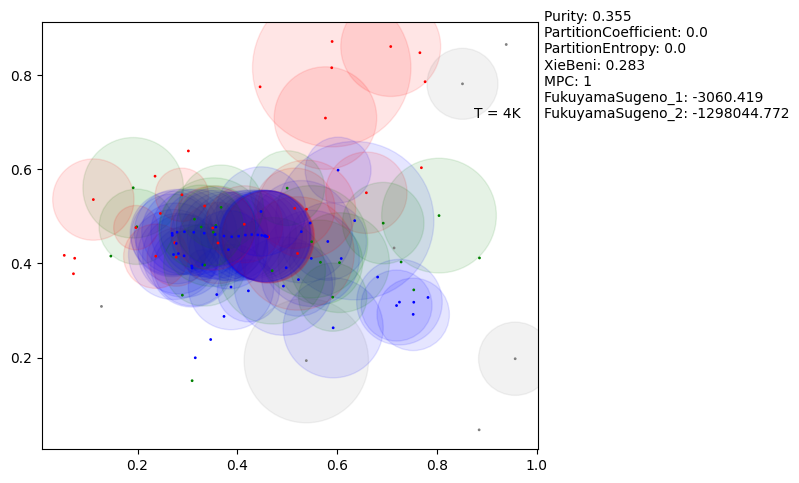 Purity: 0.355
PartitionCoefficient: 0.0
PartitionEntropy: 0.0
XieBeni: 0.283
MPC: 1
FukuyamaSugeno_1: -3060.419
FukuyamaSugeno_2: -1298044.772
T = 4K
0.8
0.6
0.4
0.2
0.2 0.4 0.6 0.8 1.0